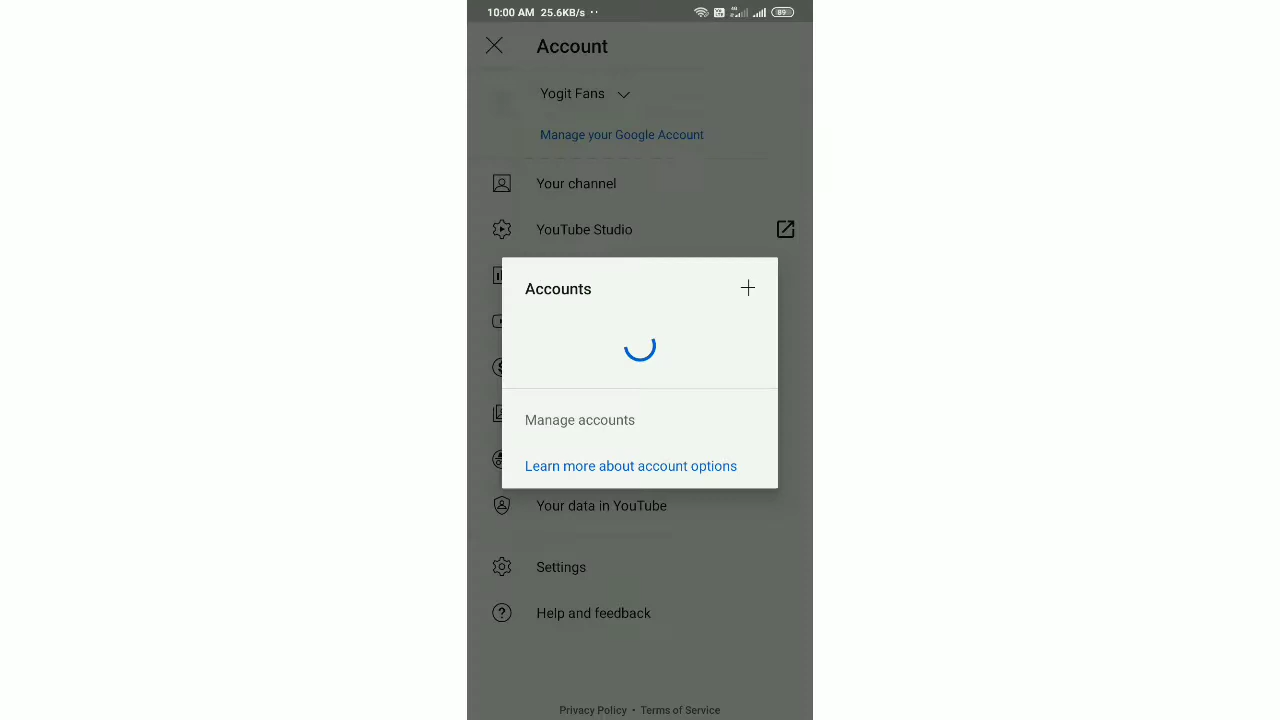 10:00 AM 25.6KB/s
89
Account
Yogit Fans
Manage your Google Account
Your channel
YouTube Studio
Accounts
Manage accounts
Learn more about account options
Your data in YouTube
Settings
Help and feedback
Privacy Policy • Terms of Service